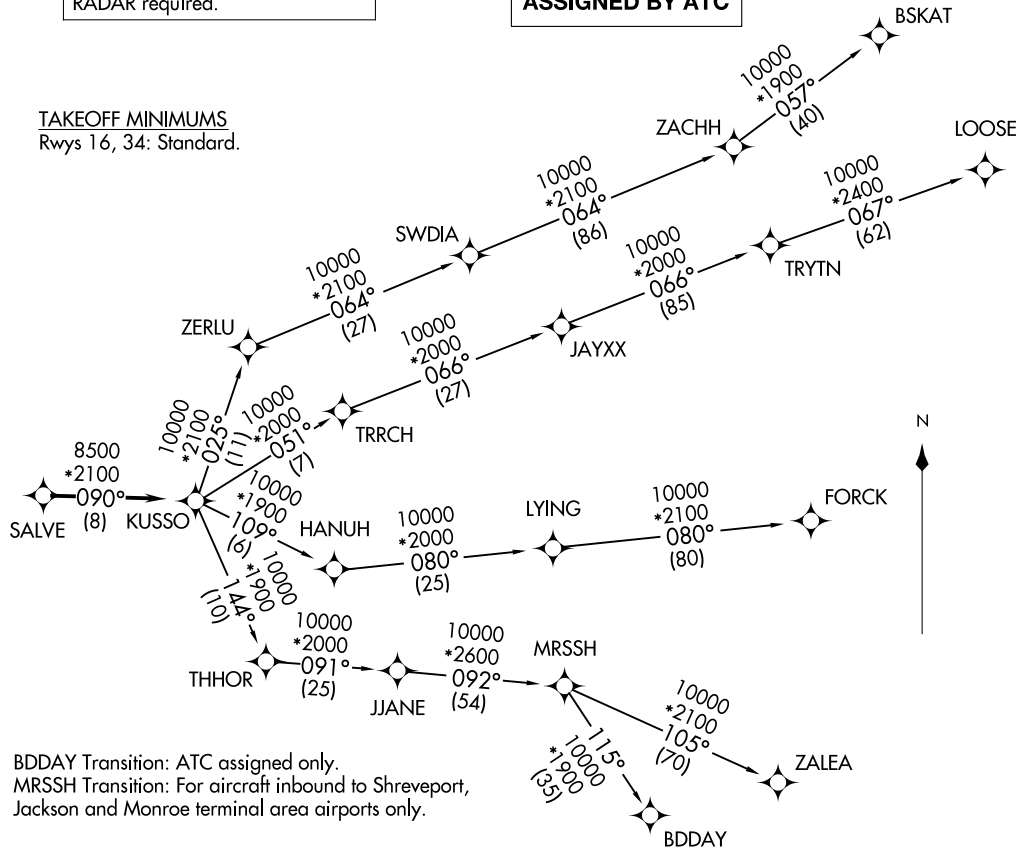 RADAR required.
ASSIGNED BY ATC
BSKAT
10000
*1900
057°
(40)
TAKEOFF MINIMUMS
Rwys 16, 34: Standard.
ZACHH
LOOSE
10000
*2100
064°
(86)
10000
*2400
067°
(62)
SWDIA
TRYTN
10000
*2100
064°
(27)
10000
*2000
066°
(85)
ZERLU
JAYXX
10000
*2000
066°
(27)
10000
*2100
025°
(11)
10000
*2000
051°
(7)
TRRCH
N
8500
*2100
090°
(8)
SALVE
KUSSO
10000
*1900
109°
(6)
HANUH
10000
*2000
080°
(25)
LYING
10000
*2100
080°
(80)
FORCK
10000
*1900
144°
(10)
THHOR
10000
*2000
091°
(25)
JJANE
10000
*2600
092°
(54)
MRSSH
10000
*2100
105°
(70)
ZALEA
115°
10000
*1900
(35)
BDDAY
BDDAY Transition: ATC assigned only.
MRSSH Transition: For aircraft inbound to Shreveport,
Jackson and Monroe terminal area airports only.